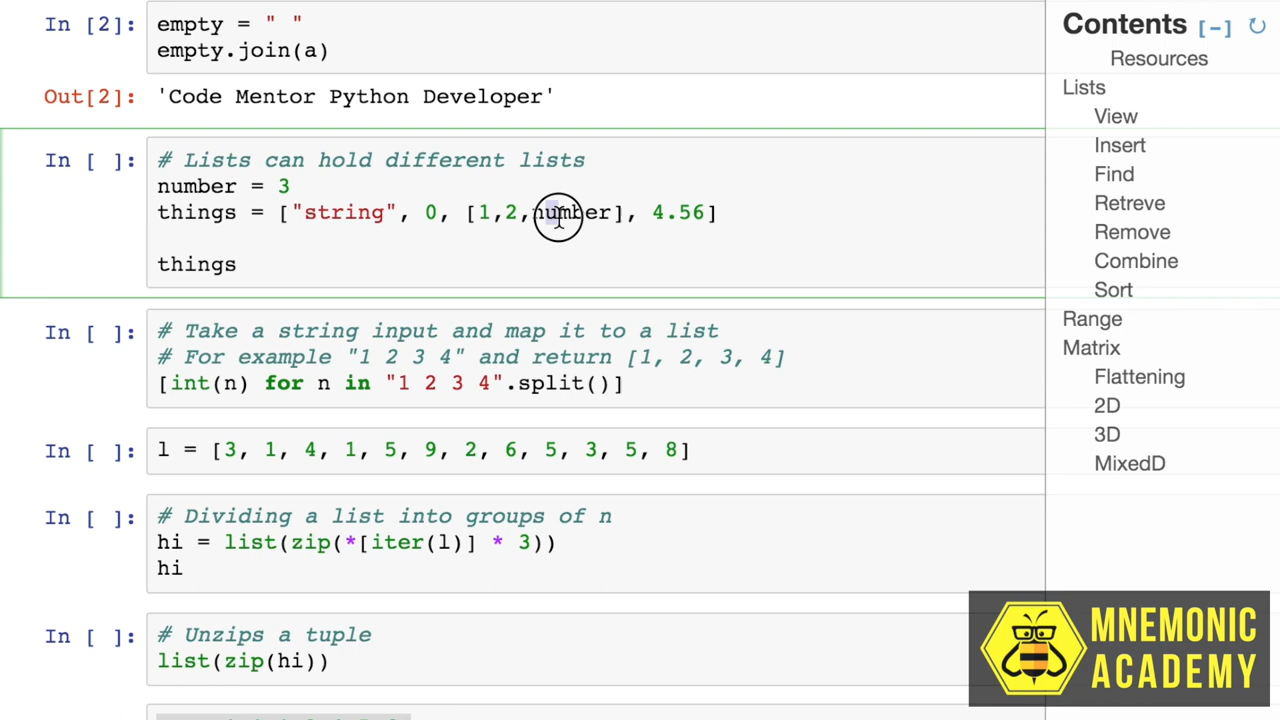 In [2]: empty = " "
empty.join(a)
Out[2]: 'Code Mentor Python Developer'
In [ ]: # Lists can hold different lists
number = 3
things = ["string", 0, [1,2,number], 4.56]
things
In [ ]: # Take a string input and map it to a list
# For example "1 2 3 4" and return [1, 2, 3, 4]
[int(n) for n in "1 2 3 4".split()]
In [ ]: l = [3, 1, 4, 1, 5, 9, 2, 6, 5, 3, 5, 8]
In [ ]: # Dividing a list into groups of n
hi = list(zip(*[iter(l)] * 3))
hi
In [ ]: # Unzips a tuple
list(zip(hi))
Contents [-]
Resources
Lists
View
Insert
Find
Retreve
Remove
Combine
Sort
Range
Matrix
Flattening
2D
3D
MixedD
MNEMONIC
ACADEMY